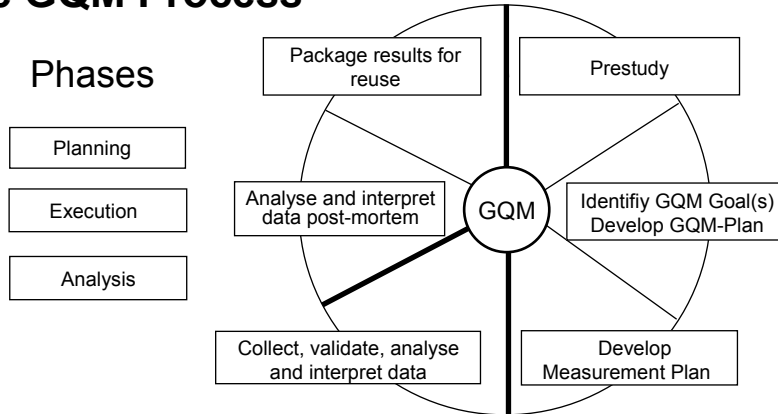 GQM Process
Phases
Planning
Execution
Analysis
Package results for
reuse
Prestudy
Analyse and interpret
data post-mortem
GQM
Identifiy GQM Goal(s)
Develop GQM-Plan
Collect, validate, analyse
and interpret data
Develop
Measurement Plan